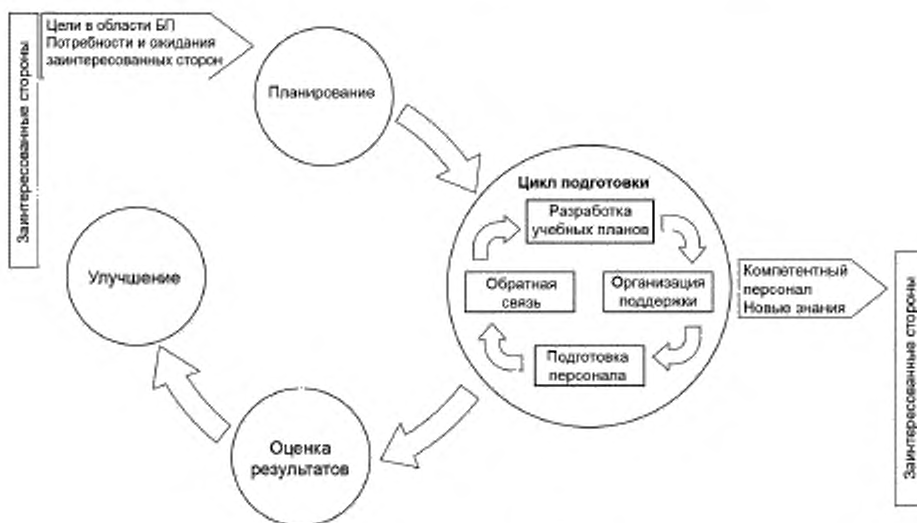 Заинтересованные стороны
Цели в области БП
Потребности и ожидания
заинтересованных сторон
Планирование
Цикл подготовки
Разработка
учебных планов
Обратная
связь
Организация
поддержки
Подготовка
персонала
Компетентный
персонал
Новые знания
Заинтересованные стороны
Улучшение
Оценка
результатов